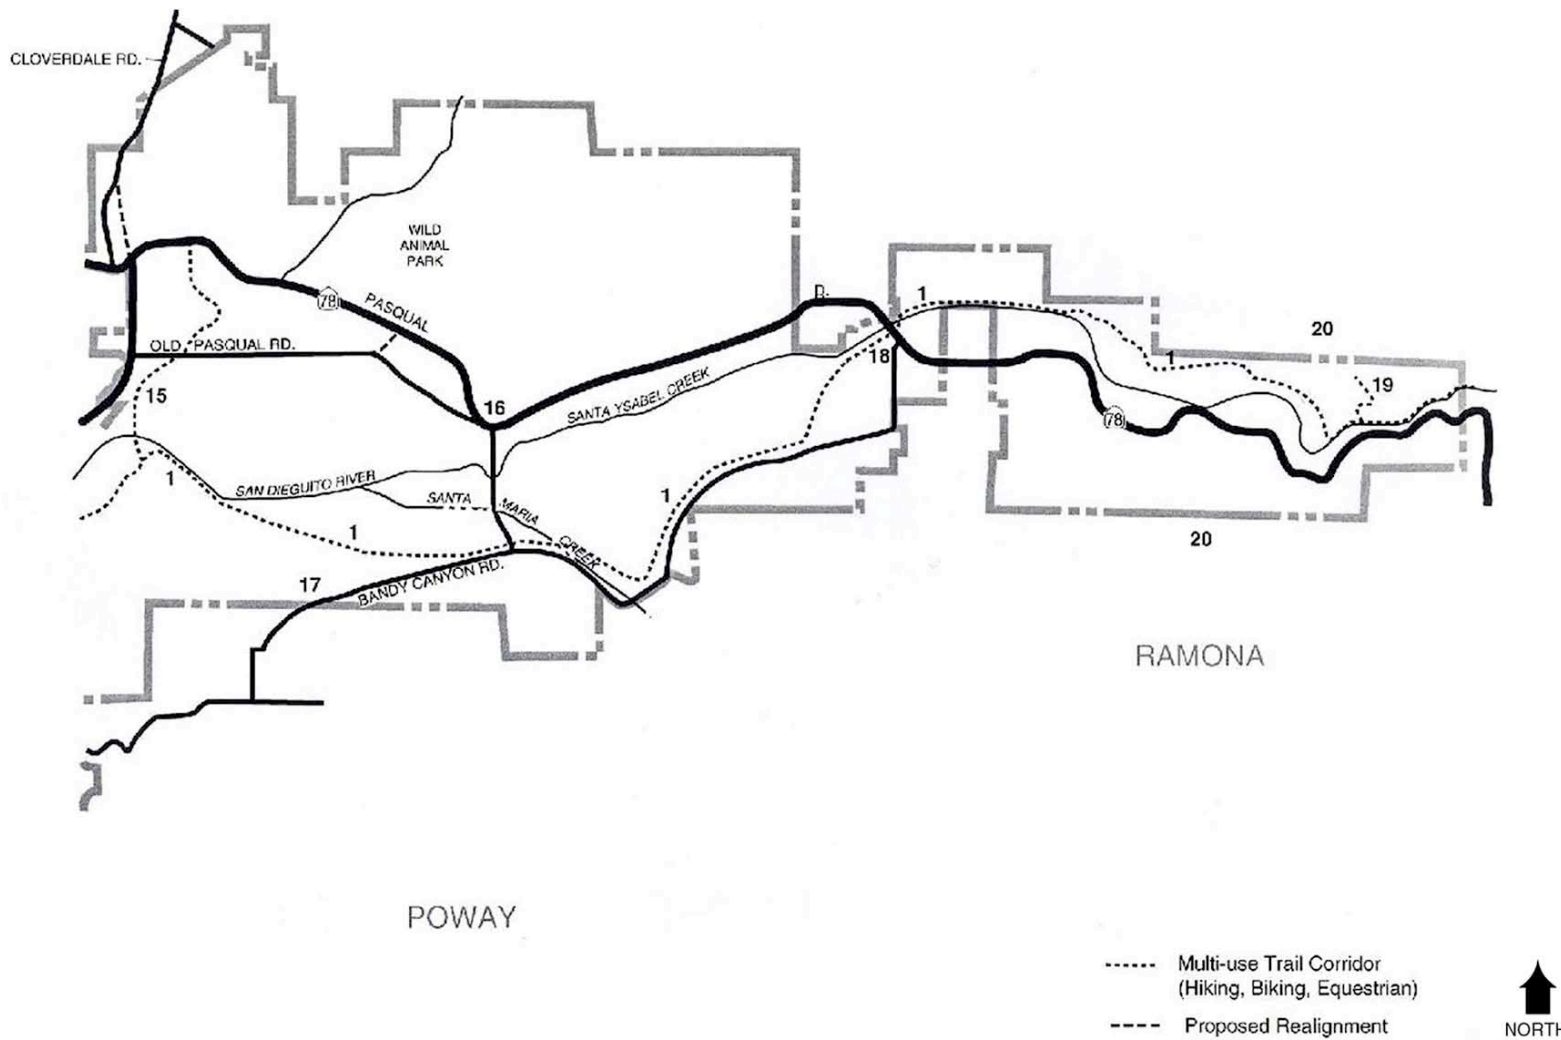 CLOVERDALE RD.
WILD
ANIMAL
PARK
78
PASQUAL
OLD PASQUAL RD.
15
16
SANTA YSABEL CREEK
18
1
1
20
19
78
SAN DIEGUITO RIVER
1
SANTA MARIA CREEK
1
1
20
17
BANDY CANYON RD.
RAMONA
POWAY
Multi-use Trail Corridor
(Hiking, Biking, Equestrian)
Proposed Realignment
NORTH